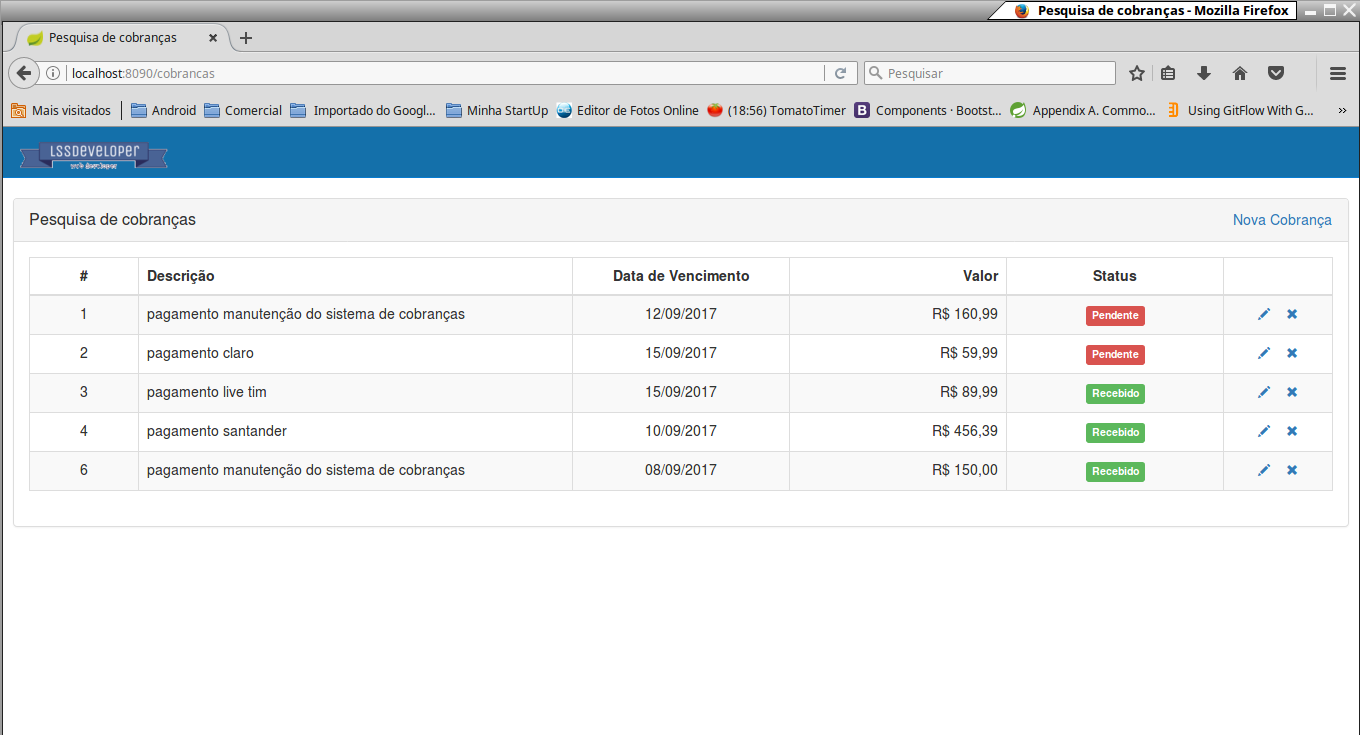 Pesquisa de cobranças - Mozilla Firefox
Pesquisa de cobranças
localhost:8090/cobrancas
Pesquisar
Mais visitados Android Comercial Importado do Googl... Minha StartUp Editor de Fotos Online (18:56) TomatoTimer B Components · Bootst... Appendix A. Commo... Using GitFlow With G... »
LSSDEVELOPER
Pesquisa de cobranças Nova Cobrança
# Descrição Data de Vencimento Valor Status
1 pagamento manutenção do sistema de cobranças 12/09/2017 R$ 160,99 Pendente
2 pagamento claro 15/09/2017 R$ 59,99 Pendente
3 pagamento live tim 15/09/2017 R$ 89,99 Recebido
4 pagamento santander 10/09/2017 R$ 456,39 Recebido
6 pagamento manutenção do sistema de cobranças 08/09/2017 R$ 150,00 Recebido